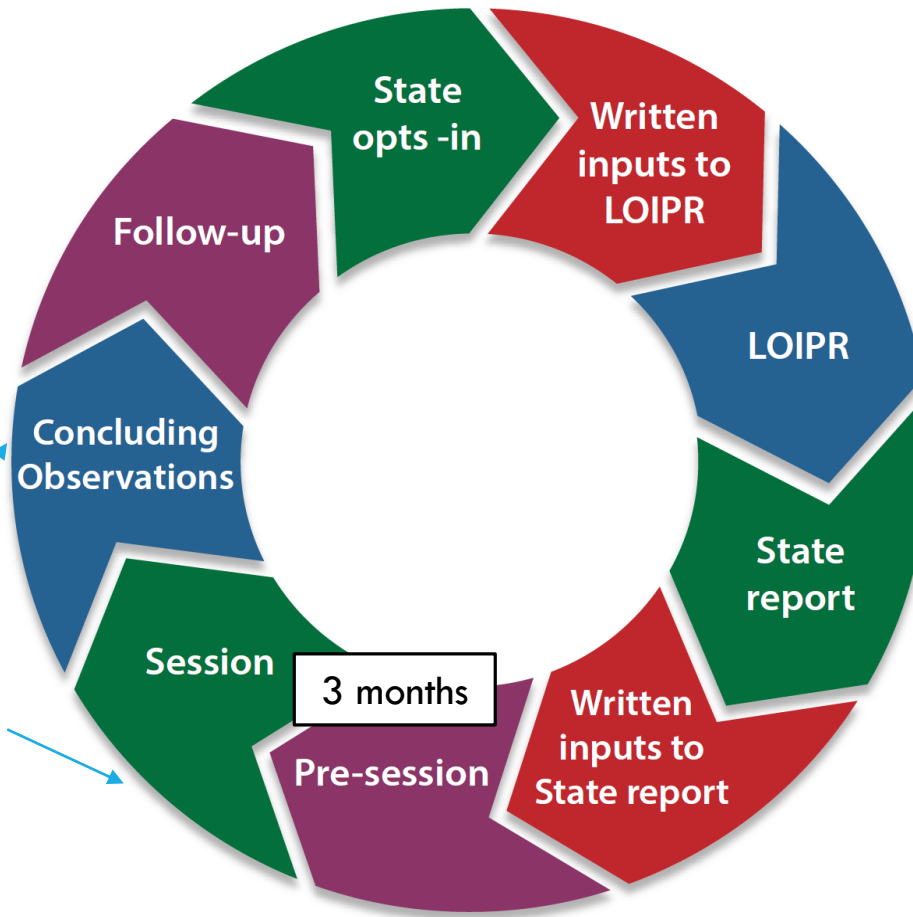 State
opts -in
Written
inputs to
LOIPR
LOIPR
State
report
Written
inputs to
State report
Pre-session
3 months
Session
Concluding
Observations
Follow-up